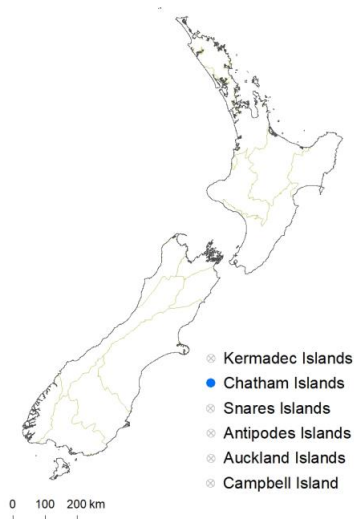 Kermadec Islands
Chatham Islands
Snares Islands
Antipodes Islands
Auckland Islands
Campbell Island
0 100 200 km